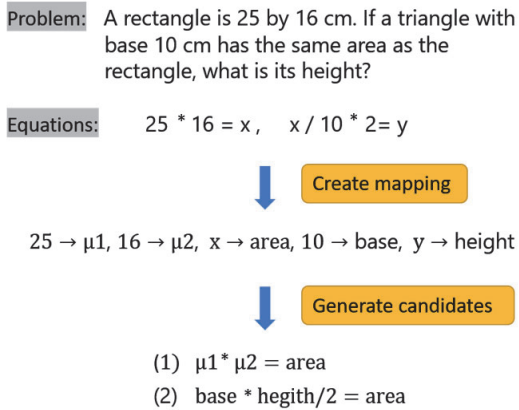 Problem: A rectangle is 25 by 16 cm. If a triangle with
base 10 cm has the same area as the
rectangle, what is its height?
Equations: 25 * 16 = x , x / 10 * 2= y
Create mapping
25 → μ1, 16 → μ2, x → area, 10 → base, y → height
Generate candidates
(1) μ1* μ2 = area
(2) base * hegith/2 = area